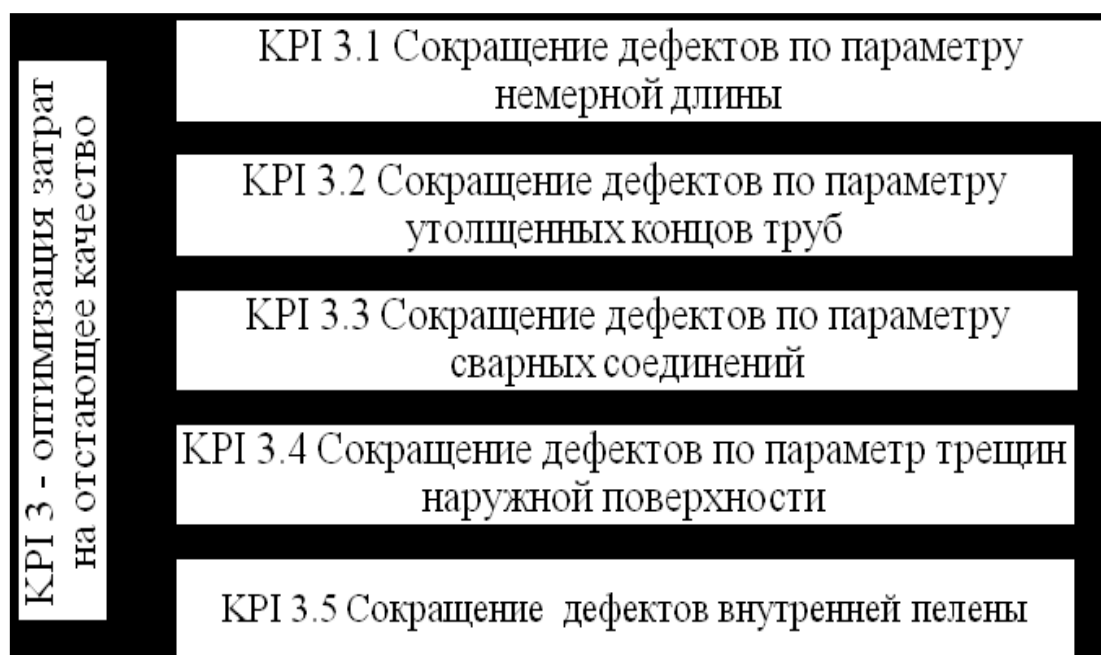 KPI 3 - оптимизация затрат
на отстающее качество
KPI 3.1 Сокращение дефектов по параметру
немерной длины
KPI 3.2 Сокращение дефектов по параметру
утолщенных концов труб
KPI 3.3 Сокращение дефектов по параметру
сварных соединений
KPI 3.4 Сокращение дефектов по параметр трещин
наружной поверхности
KPI 3.5 Сокращение дефектов внутренней пелены